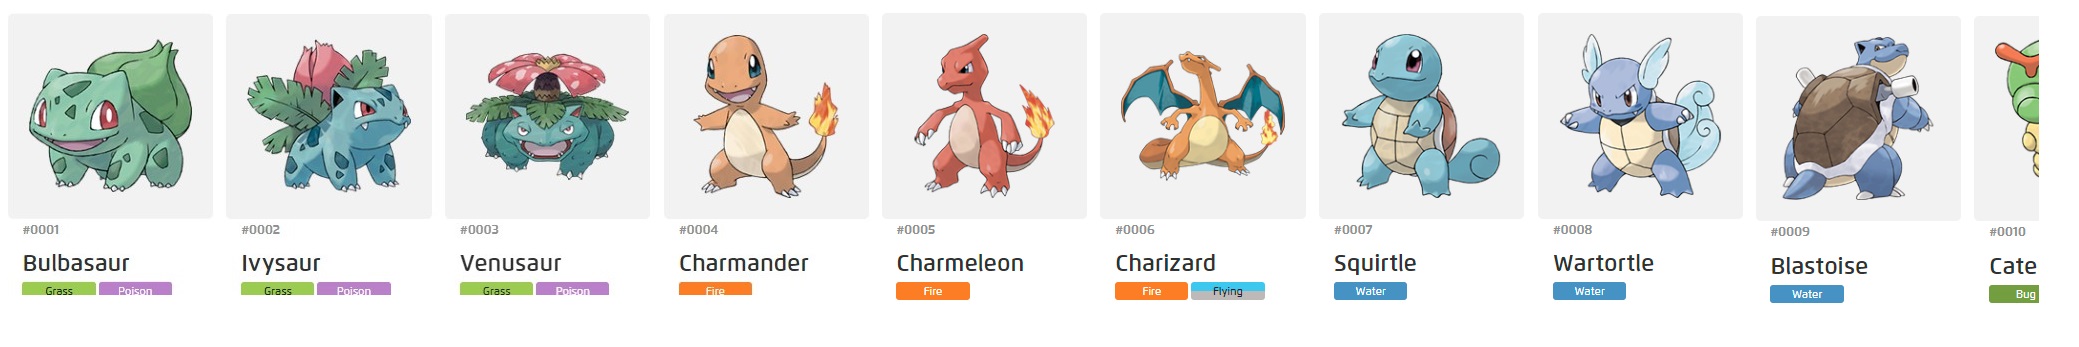 #0001
Bulbasaur
Grass Poison
#0002
Ivysaur
Grass Poison
#0003
Venusaur
Grass Poison
#0004
Charmander
Fire
#0005
Charmeleon
Fire
#0006
Charizard
Fire Flying
#0007
Squirtle
Water
#0008
Wartortle
Water
#0009
Blastoise
Water
#0010
Cate
Bug